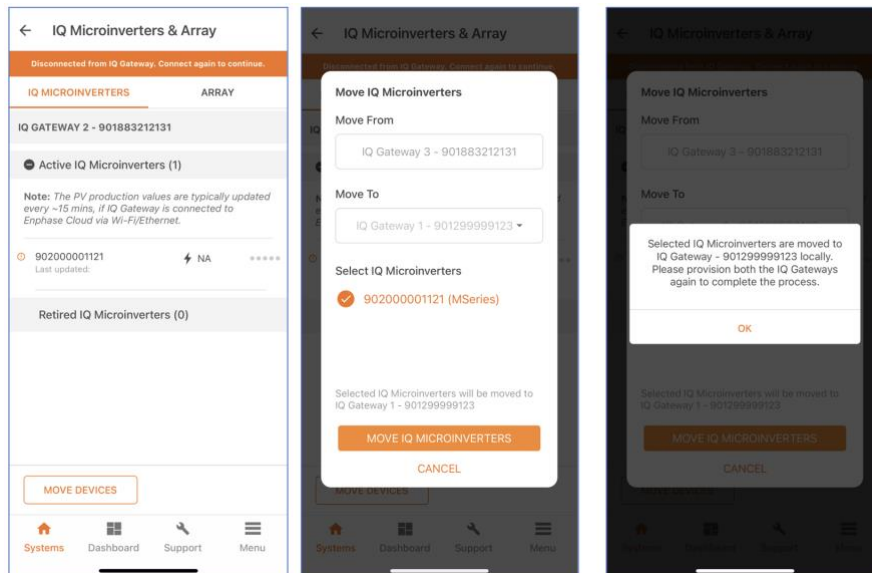 IQ Microinverters & Array
Disconnected from IQ Gateway. Connect again to continue.
IQ MICROINVERTERS
ARRAY
IQ GATEWAY 2 - 901883212131
Active IQ Microinverters (1)
Note: The PV production values are typically updated
every ~15 mins, if IQ Gateway is connected to
Enphase Cloud via Wi-Fi/Ethernet.
902000001121
NA
Last updated:
Retired IQ Microinverters (0)
MOVE DEVICES
Systems
Dashboard
Support
Menu
IQ Microinverters & Array
Disconnected from IQ Gateway. Connect again to continue.
Move IQ Microinverters
Move From
IQ Gateway 3 - 901883212131
Move To
IQ Gateway 1 - 901299999123
Select IQ Microinverters
902000001121 (MSeries)
Selected IQ Microinverters will be moved to
IQ Gateway 1 - 901299999123
MOVE IQ MICROINVERTERS
CANCEL
MOVE DEVICES
Systems
Dashboard
Support
Menu
IQ Microinverters & Array
Move IQ Microinverters
Move From
IQ Gateway 3 - 901883212131
Move To
Selected IQ Microinverters are moved to
IQ Gateway - 901299999123 locally.
Please provision both the IQ Gateways
again to complete the process.
OK
Selected IQ Microinverters will be moved to
IQ Gateway 1 - 901299999123
MOVE IQ MICROINVERTERS
CANCEL
MOVE DEVICES
Systems
Dashboard
Support
Menu